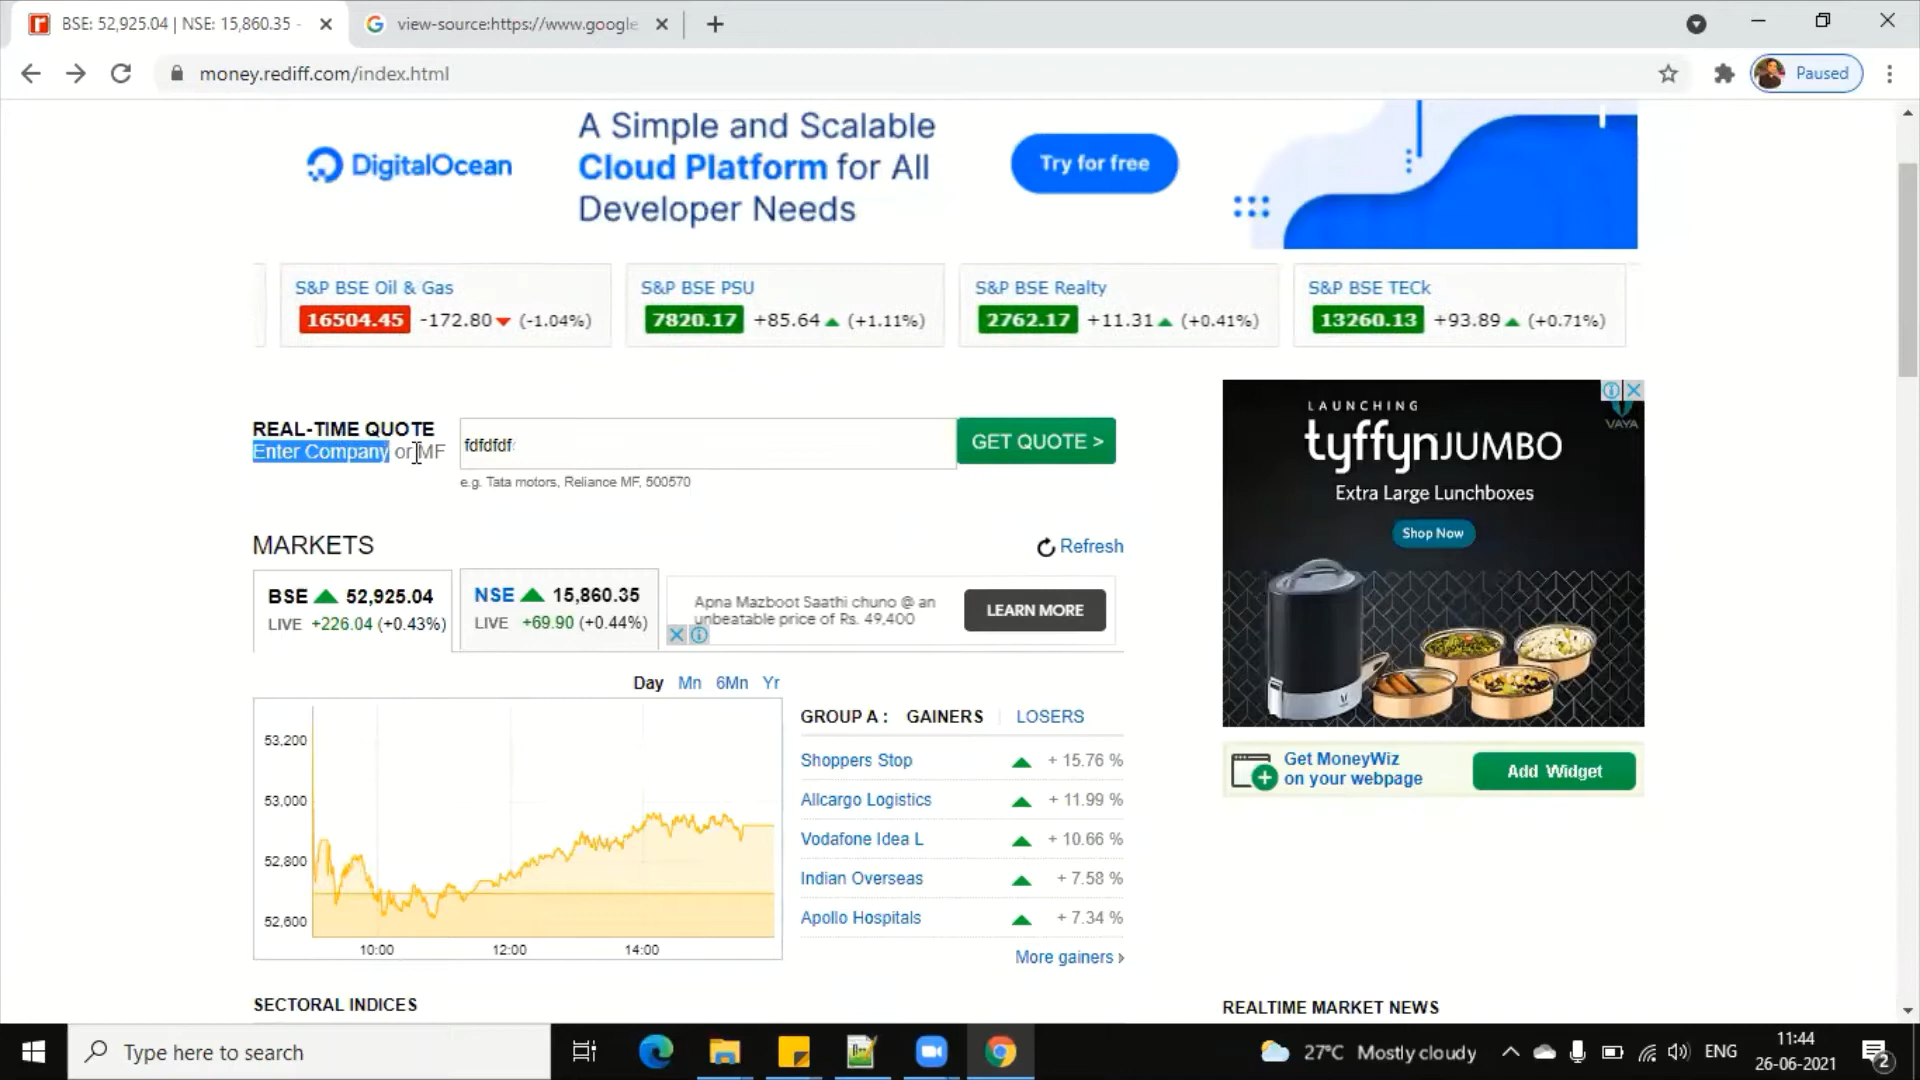 BSE: 52,925.04 | NSE: 15,860.35 -
view-source:https://www.google
money.rediff.com/index.html
Paused
DigitalOcean
A Simple and Scalable
Cloud Platform for All
Developer Needs
Try for free
S&P BSE Oil & Gas
16504.45 -172.80 (-1.04%)
S&P BSE PSU
7820.17 +85.64 (+1.11%)
S&P BSE Realty
2762.17 +11.31 (+0.41%)
S&P BSE TECk
13260.13 +93.89 (+0.71%)
REAL-TIME QUOTE
Enter Company or MF
fdfdfdf
GET QUOTE >
e.g. Tata motors, Reliance MF, 500570
LAUNCHING
tyffynJUMBO
Extra Large Lunchboxes
Shop Now
VAYA
MARKETS
Refresh
BSE 52,925.04
LIVE +226.04 (+0.43%)
NSE 15,860.35
LIVE +69.90 (+0.44%)
Apna Mazboot Saathi chuno @ an
unbeatable price of Rs. 49,400
LEARN MORE
Day Mn 6Mn Yr
53,200
53,000
52,800
52,600
10:00 12:00 14:00
GROUP A : GAINERS LOSERS
Shoppers Stop + 15.76 %
Allcargo Logistics + 11.99 %
Vodafone Idea L + 10.66 %
Indian Overseas + 7.58 %
Apollo Hospitals + 7.34 %
More gainers ›
Get MoneyWiz
on your webpage
Add Widget
SECTORAL INDICES
REALTIME MARKET NEWS
Type here to search
27°C Mostly cloudy
ENG
11:44
26-06-2021
2